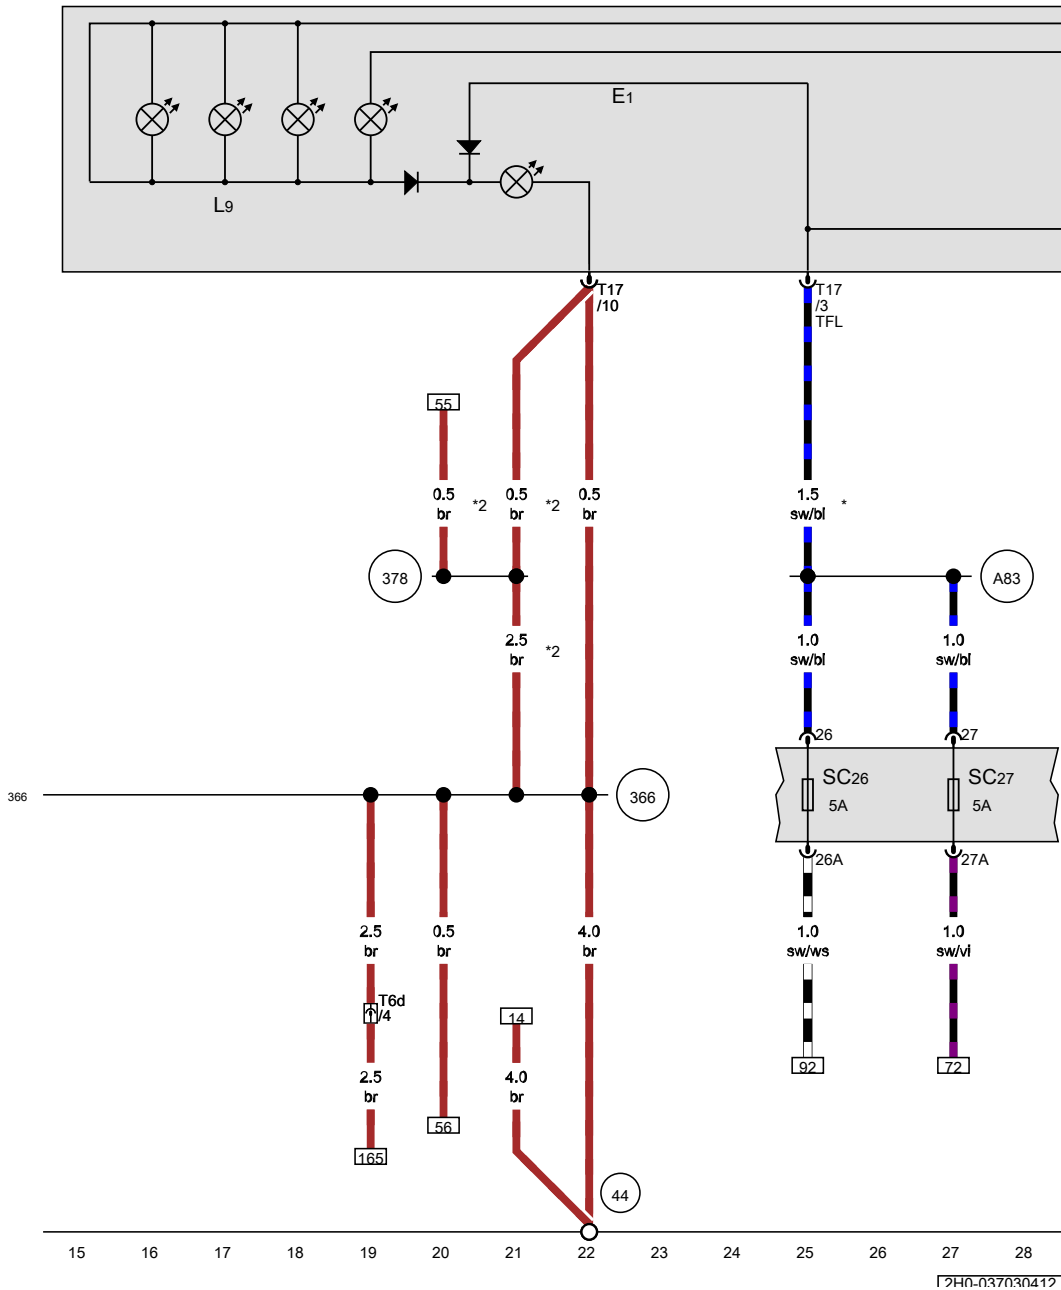 E1
L9
T17
/10
T17
/3
TFL
55
0.5
br
*2
0.5
br
*2
0.5
br
1.5
sw/bl
*
378
A83
2.5
br
*2
1.0
sw/bl
1.0
sw/bl
26
27
SC26
5A
SC27
5A
366
366
26A
27A
2.5
br
0.5
br
4.0
br
1.0
sw/ws
1.0
sw/vi
T6d
/4
14
2.5
br
4.0
br
92
72
56
165
44
15 16 17 18 19 20 21 22 23 24 25 26 27 28
2H0-037030412